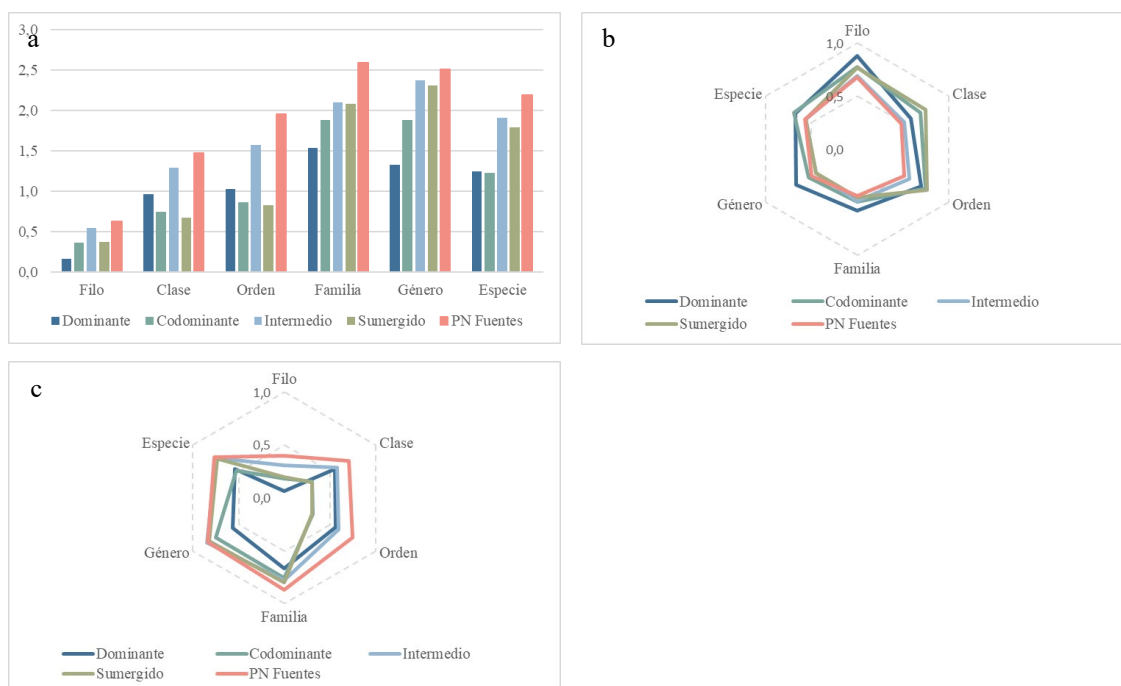 a
3,0
2,5
2,0
1,5
1,0
0,5
0,0
Filo Clase Orden Familia Género Especie
Dominante Codominante Intermedio Sumergido PN Fuentes
b
Filo
1,0
Especie Clase
0,5
0,0
Género Orden
Familia
Dominante Codominante Intermedio
Sumergido PN Fuentes
c
Filo
1,0
Especie Clase
0,5
0,0
Género Orden
Familia
Dominante Codominante Intermedio
Sumergido PN Fuentes